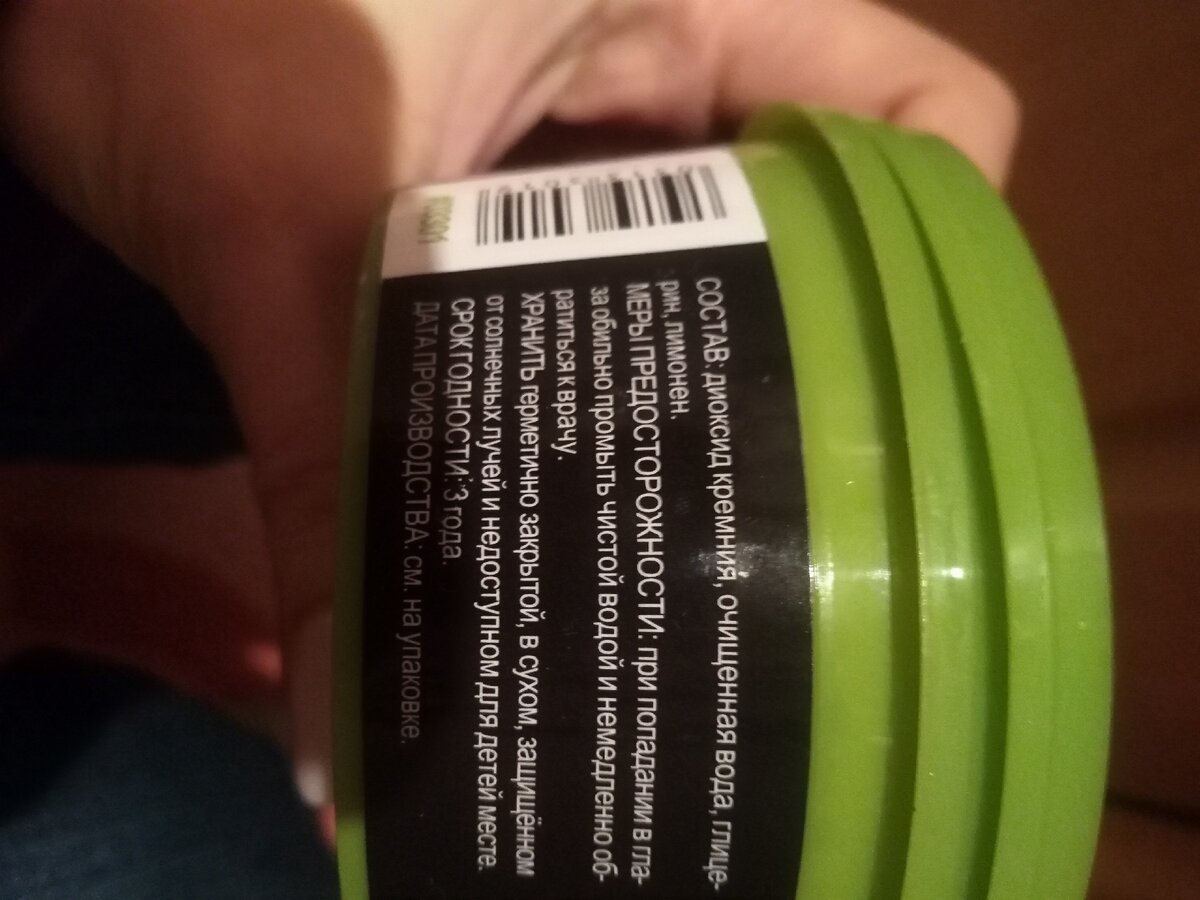 СОСТАВ: диоксид кремния, очищенная вода, глице-
рин, лимонен.
МЕРЫ ПРЕДОСТОРОЖНОСТИ: при попадании в гла-
за обильно промыть чистой водой и немедленно об-
ратиться к врачу.
ХРАНИТЬ герметично закрытой, в сухом, защищённом
от солнечных лучей и недоступном для детей месте.
СРОК ГОДНОСТИ: 3 года.
ДАТА ПРОИЗВОДСТВА: см. на упаковке.